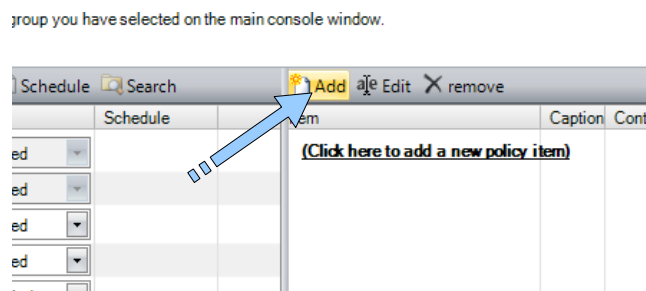 group you have selected on the main console window.
Schedule Search Add Edit remove
Schedule Item Caption Cont
ed (Click here to add a new policy item)
ed
ed
ed